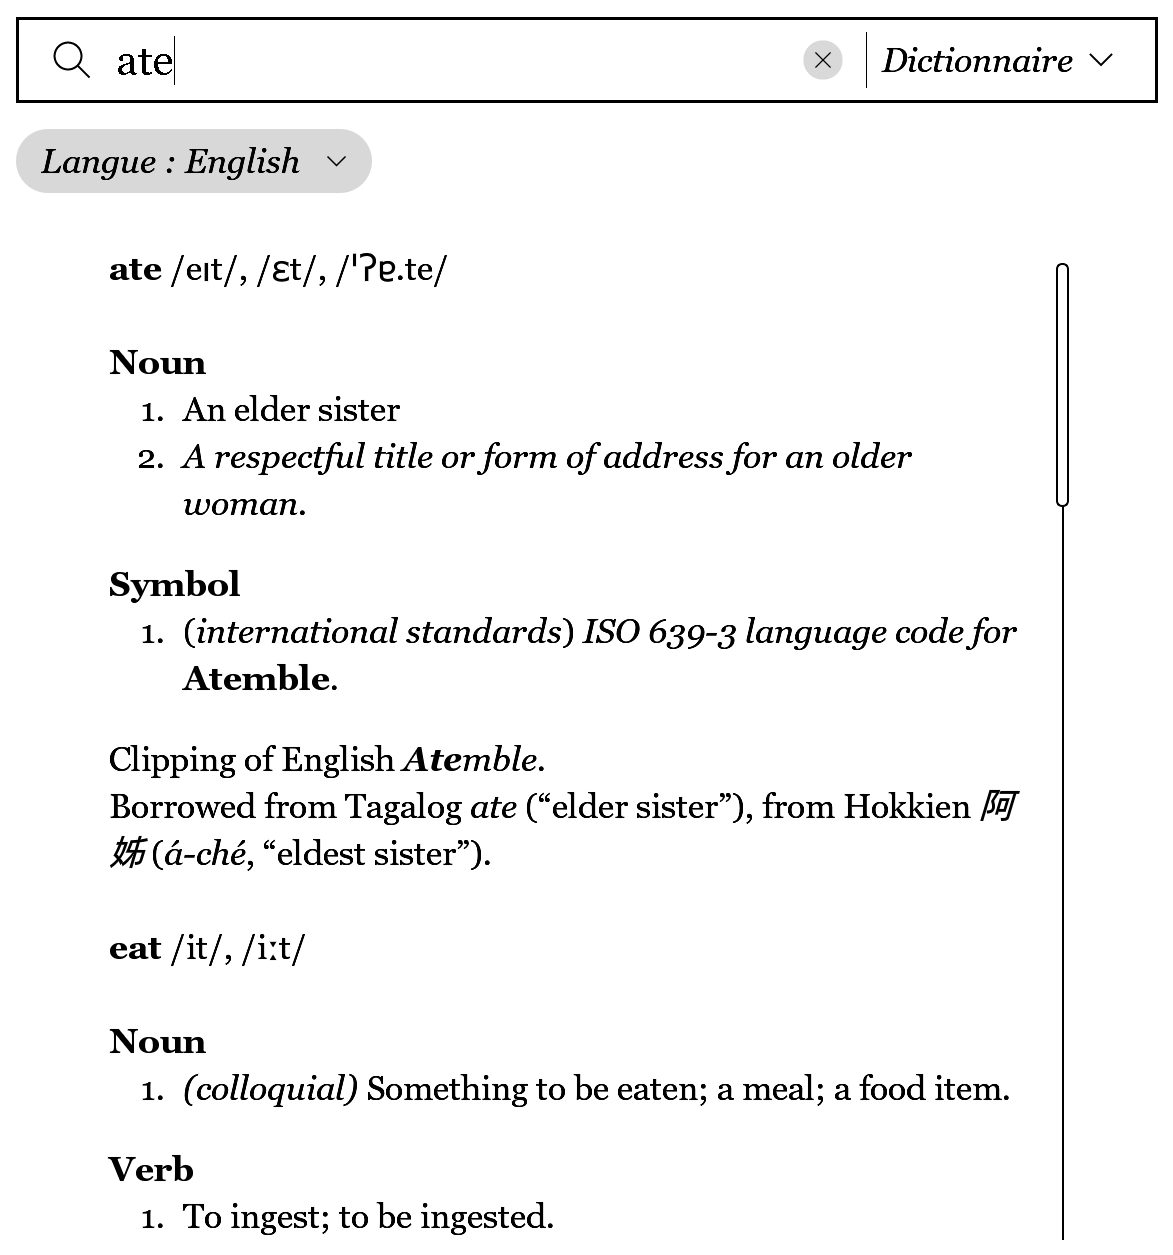 ate
Dictionnaire
Langue : English
ate /eɪt/, /ɛt/, /ˈʔɐ.te/
Noun
1. An elder sister
2. A respectful title or form of address for an older
woman.
Symbol
1. (international standards) ISO 639-3 language code for
Atemble.
Clipping of English Atemble.
Borrowed from Tagalog ate (“elder sister”), from Hokkien 阿
姊 (á-ché, “eldest sister”).
eat /it/, /iːt/
Noun
1. (colloquial) Something to be eaten; a meal; a food item.
Verb
1. To ingest; to be ingested.